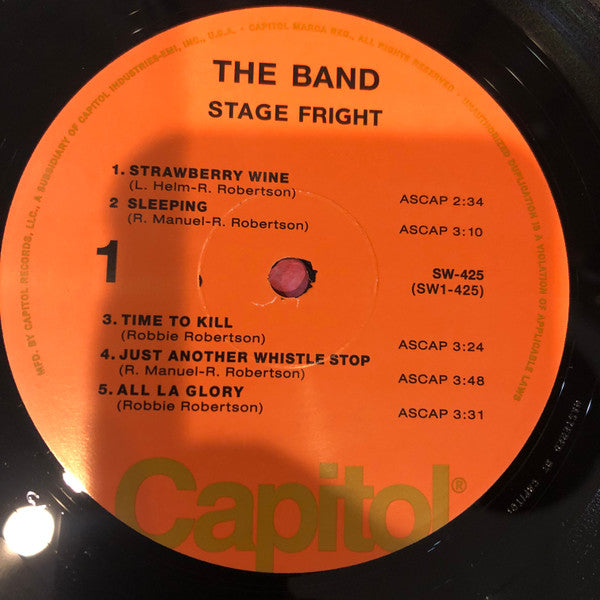 MFD. BY CAPITOL RECORDS, LLC., A SUBSIDIARY OF CAPITOL INDUSTRIES-EMI, INC., U.S.A. • CAPITOL MARCA REG., ALL RIGHTS RESERVED • UNAUTHORIZED DUPLICATION IS A VIOLATION OF APPLICABLE LAWS
THE BAND
STAGE FRIGHT
1. STRAWBERRY WINE
(L. Helm-R. Robertson) ASCAP 2:34
2 SLEEPING
(R. Manuel-R. Robertson) ASCAP 3:10
1
SW-425
(SW1-425)
3. TIME TO KILL
(Robbie Robertson) ASCAP 3:24
4. JUST ANOTHER WHISTLE STOP
(R. Manuel-R. Robertson) ASCAP 3:48
5. ALL LA GLORY
(Robbie Robertson) ASCAP 3:31
Capitol®